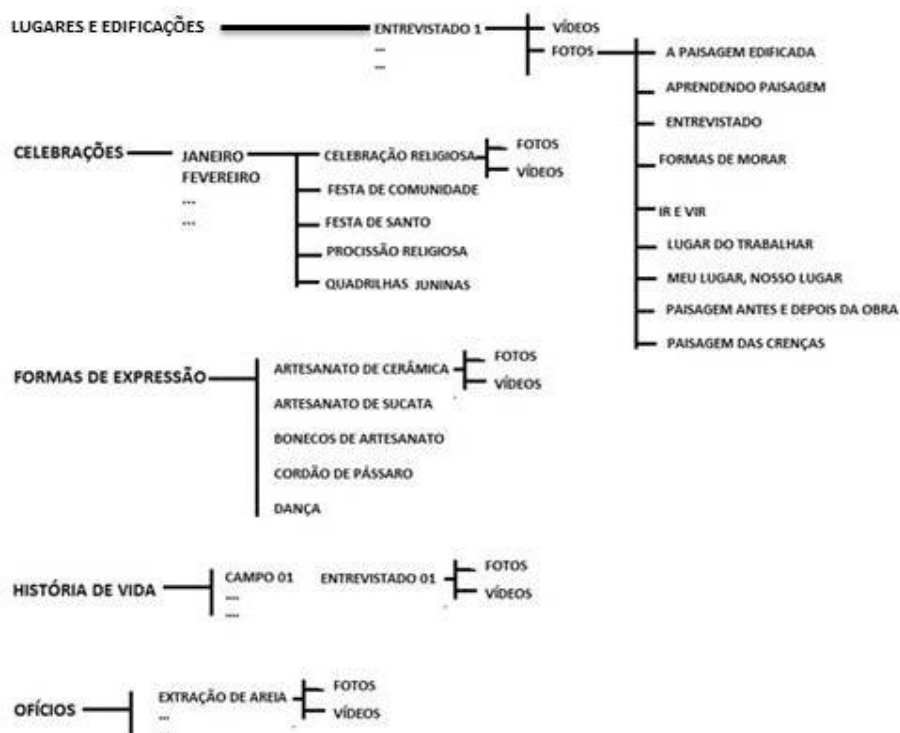 LUGARES E EDIFICAÇÕES
ENTREVISTADO 1
...
...
VÍDEOS
FOTOS
A PAISAGEM EDIFICADA
APRENDENDO PAISAGEM
ENTREVISTADO
FORMAS DE MORAR
IR E VIR
LUGAR DO TRABALHAR
MEU LUGAR, NOSSO LUGAR
PAISAGEM ANTES E DEPOIS DA OBRA
PAISAGEM DAS CRENÇAS
CELEBRAÇÕES
JANEIRO
FEVEREIRO
...
...
CELEBRAÇÃO RELIGIOSA
FOTOS
VÍDEOS
FESTA DE COMUNIDADE
FESTA DE SANTO
PROCISSÃO RELIGIOSA
QUADRILHAS JUNINAS
FORMAS DE EXPRESSÃO
ARTESANATO DE CERÂMICA
FOTOS
VÍDEOS
ARTESANATO DE SUCATA
BONECOS DE ARTESANATO
CORDÃO DE PÁSSARO
DANÇA
HISTÓRIA DE VIDA
CAMPO 01
....
....
ENTREVISTADO 01
FOTOS
VÍDEOS
OFÍCIOS
EXTRAÇÃO DE AREIA
...
FOTOS
VÍDEOS